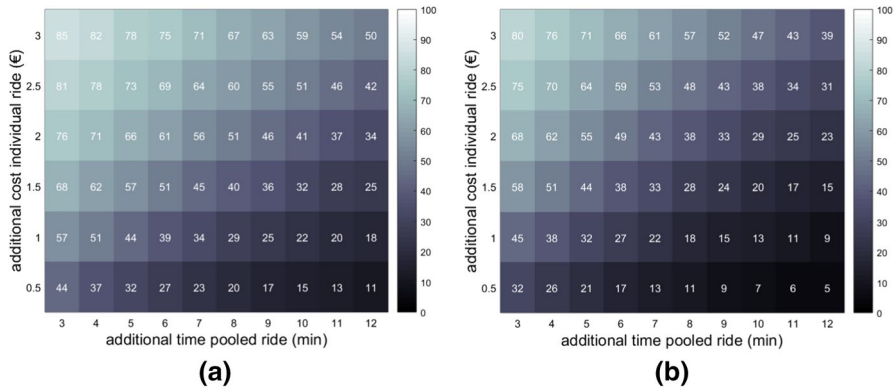 additional cost individual ride (€)
3 85 82 78 75 71 67 63 59 54 50
2.5 81 78 73 69 64 60 55 51 46 42
2 76 71 66 61 56 51 46 41 37 34
1.5 68 62 57 51 45 40 36 32 28 25
1 57 51 44 39 34 29 25 22 20 18
0.5 44 37 32 27 23 20 17 15 13 11
3 4 5 6 7 8 9 10 11 12
additional time pooled ride (min)
100
90
80
70
60
50
40
30
20
10
0
(a)
additional cost individual ride (€)
3 80 76 71 66 61 57 52 47 43 39
2.5 75 70 64 59 53 48 43 38 34 31
2 68 62 55 49 43 38 33 29 25 23
1.5 58 51 44 38 33 28 24 20 17 15
1 45 38 32 27 22 18 15 13 11 9
0.5 32 26 21 17 13 11 9 7 6 5
3 4 5 6 7 8 9 10 11 12
additional time pooled ride (min)
100
90
80
70
60
50
40
30
20
10
0
(b)